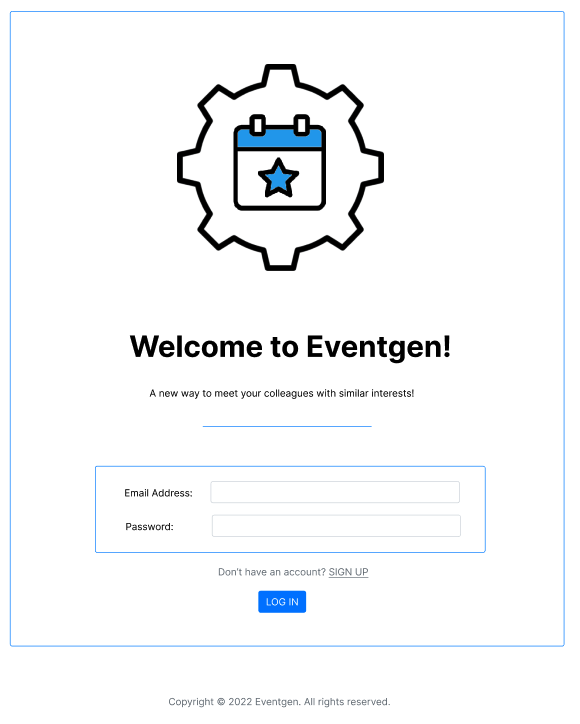 Welcome to Eventgen!
A new way to meet your colleagues with similar interests!
Email Address:
Password:
Don't have an account? SIGN UP
LOG IN
Copyright © 2022 Eventgen. All rights reserved.